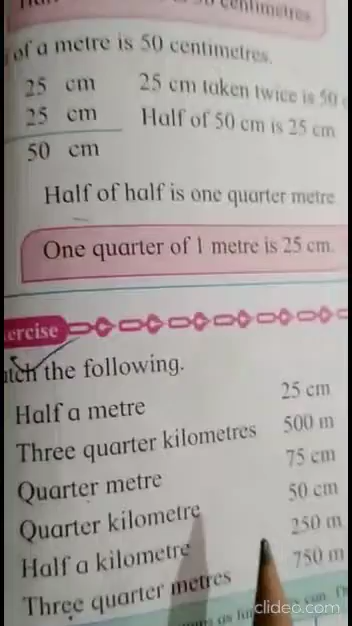 centimetres
of a metre is 50 centimetres.
25 cm 25 cm taken twice is 50
25 cm Half of 50 cm is 25 cm
50 cm
Half of half is one quarter metre
One quarter of 1 metre is 25 cm.
ercise
tch the following.
Half a metre 25 cm
Three quarter kilometres 500 m
Quarter metre 75 cm
Quarter kilometre 50 cm
Half a kilometre 250 m
Three quarter metres 750 m
clideo.com